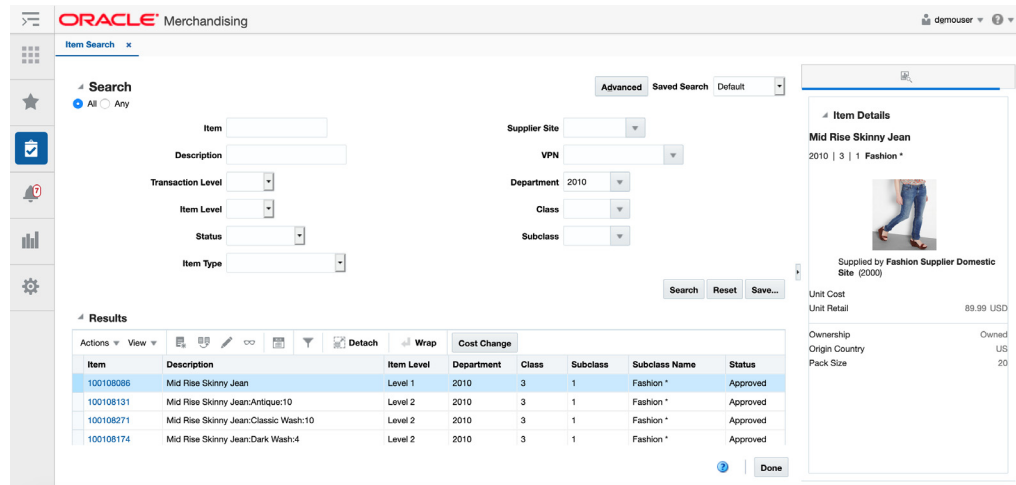 ORACLE Merchandising
demouser
Item Search x
Search
Advanced Saved Search Default
All Any
Item
Supplier Site
Description
VPN
Transaction Level
Department 2010
Item Level
Class
Status
Subclass
Item Type
Search Reset Save...
Results
Actions View Detach Wrap Cost Change
Item Description Item Level Department Class Subclass Subclass Name Status
100108086 Mid Rise Skinny Jean Level 1 2010 3 1 Fashion * Approved
100108131 Mid Rise Skinny Jean:Antique:10 Level 2 2010 3 1 Fashion * Approved
100108271 Mid Rise Skinny Jean:Classic Wash:10 Level 2 2010 3 1 Fashion * Approved
100108174 Mid Rise Skinny Jean:Dark Wash:4 Level 2 2010 3 1 Fashion * Approved
? Done
7
Item Details
Mid Rise Skinny Jean
2010 | 3 | 1 Fashion *
Supplied by Fashion Supplier Domestic
Site (2000)
Unit Cost
Unit Retail 89.99 USD
Ownership Owned
Origin Country US
Pack Size 20